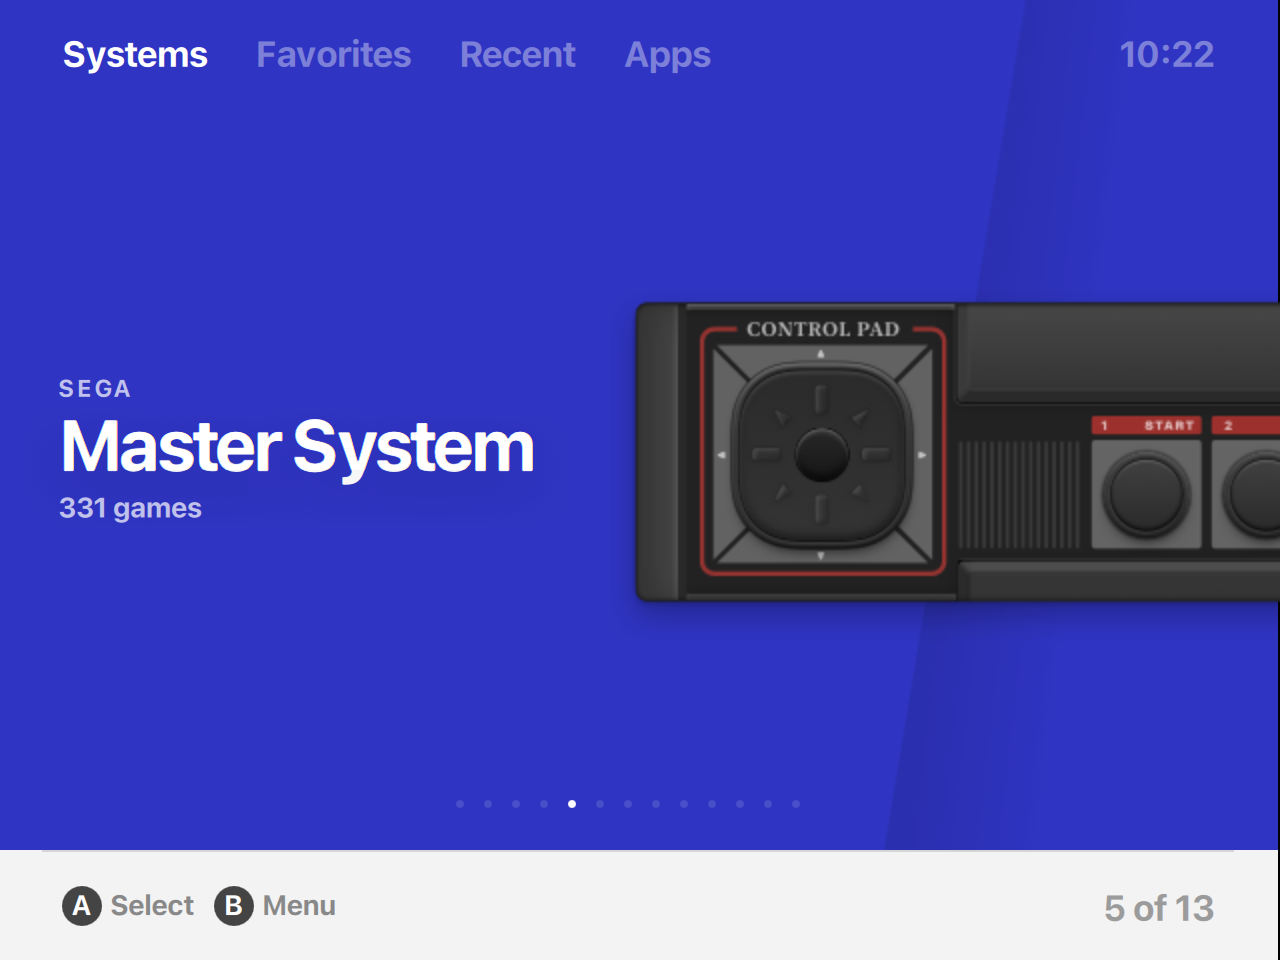 Systems Favorites Recent Apps 10:22
CONTROL PAD
SEGA
Master System
331 games
1 START 2
A Select B Menu 5 of 13